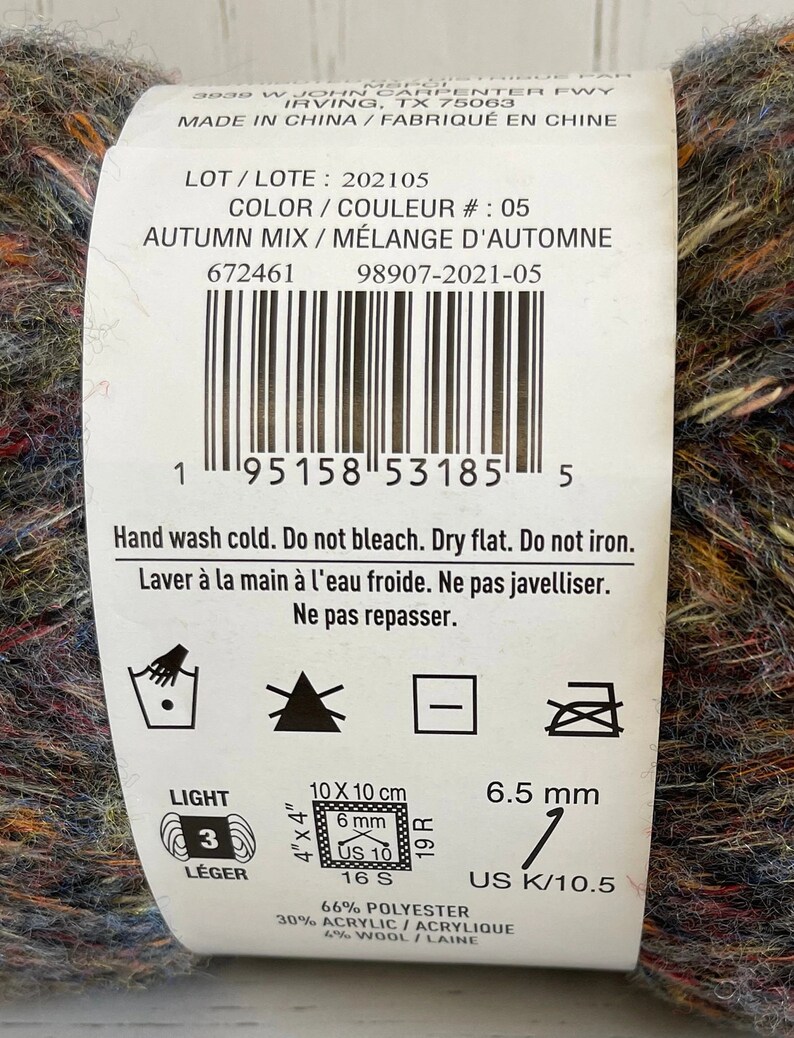 DISTRIBUÉ PAR
MSPCI
3939 W JOHN CARPENTER FWY
IRVING, TX 75063
MADE IN CHINA / FABRIQUÉ EN CHINE
LOT / LOTE : 202105
COLOR / COULEUR # : 05
AUTUMN MIX / MÉLANGE D'AUTOMNE
672461 98907-2021-05
1 95158 53185 5
Hand wash cold. Do not bleach. Dry flat. Do not iron.
Laver à la main à l'eau froide. Ne pas javelliser.
Ne pas repasser.
LIGHT
3
LÉGER
10 X 10 cm
4" x 4"
6 mm
US 10
19 R
16 S
6.5 mm
US K/10.5
66% POLYESTER
30% ACRYLIC / ACRYLIQUE
4% WOOL / LAINE